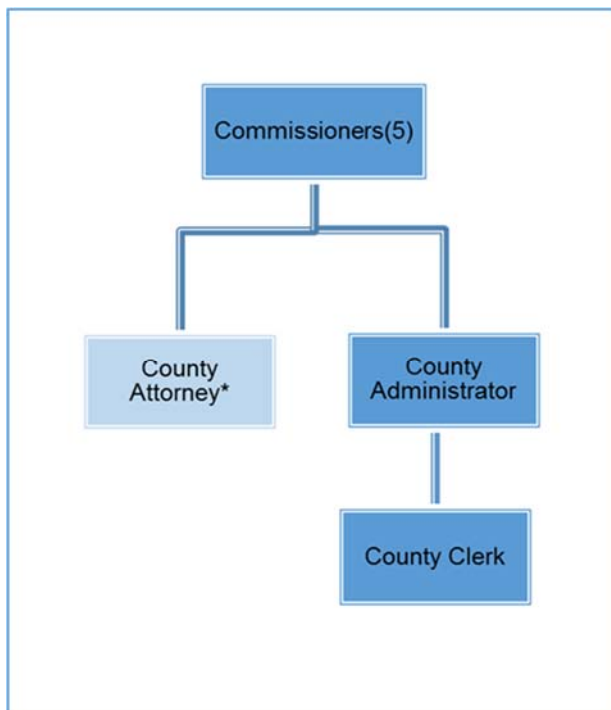 Commissioners(5)
County
Attorney*
County
Administrator
County Clerk